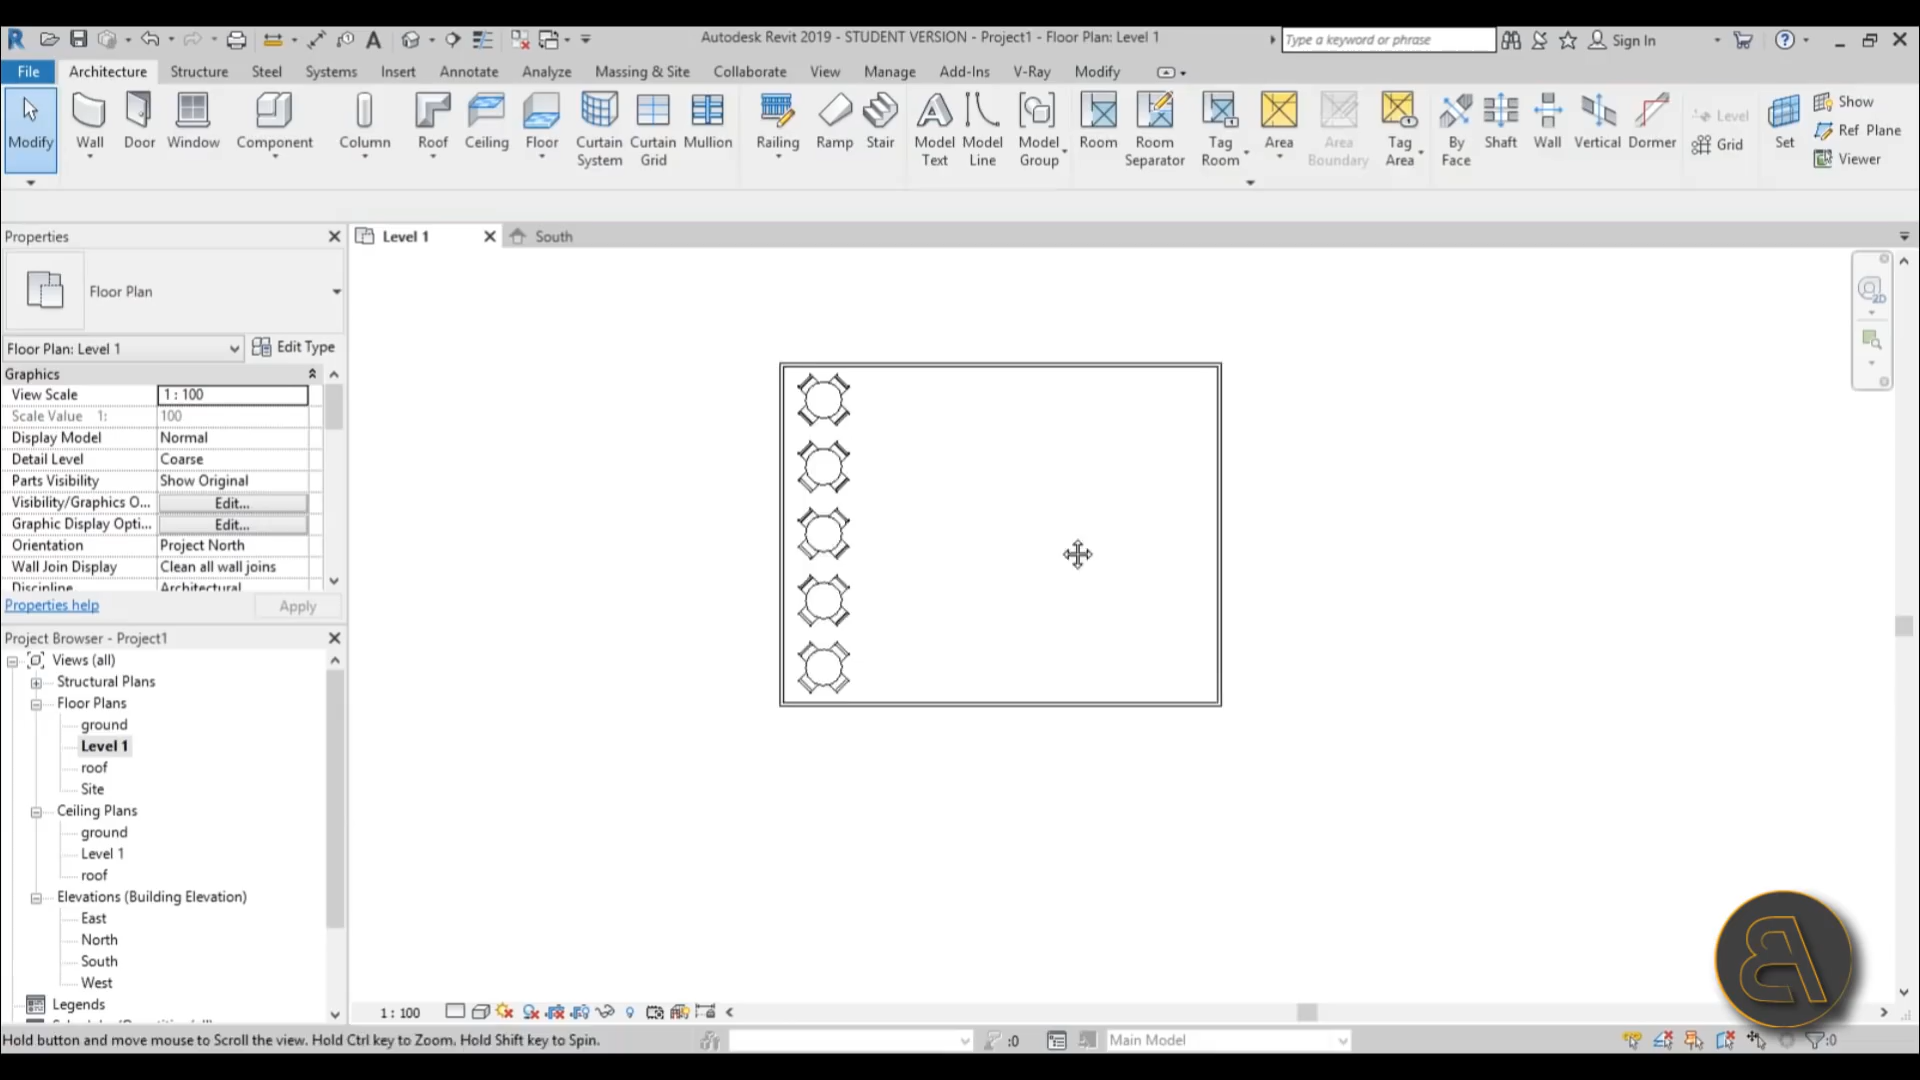 Autodesk Revit 2019 - STUDENT VERSION - Project1 - Floor Plan: Level 1
Type a keyword or phrase
Sign In
File Architecture Structure Steel Systems Insert Annotate Analyze Massing & Site Collaborate View Manage Add-Ins V-Ray Modify
Modify Wall Door Window Component Column Roof Ceiling Floor Curtain System Curtain Grid Mullion Railing Ramp Stair Model Text Model Line Model Group Room Room Separator Tag Room Area Area Boundary Tag Area By Face Shaft Wall Vertical Dormer Level Grid Set Show Ref Plane Viewer
Properties
Level 1
South
Floor Plan
Floor Plan: Level 1
Edit Type
Graphics
View Scale 1 : 100
Scale Value 1: 100
Display Model Normal
Detail Level Coarse
Parts Visibility Show Original
Visibility/Graphics O... Edit...
Graphic Display Opti... Edit...
Orientation Project North
Wall Join Display Clean all wall joins
Discipline Architectural
Properties help
Apply
Project Browser - Project1
Views (all)
Structural Plans
Floor Plans
ground
Level 1
roof
Site
Ceiling Plans
ground
Level 1
roof
Elevations (Building Elevation)
East
North
South
West
Legends
1 : 100
Hold button and move mouse to Scroll the view. Hold Ctrl key to Zoom. Hold Shift key to Spin.
:0
Main Model
:0
2D